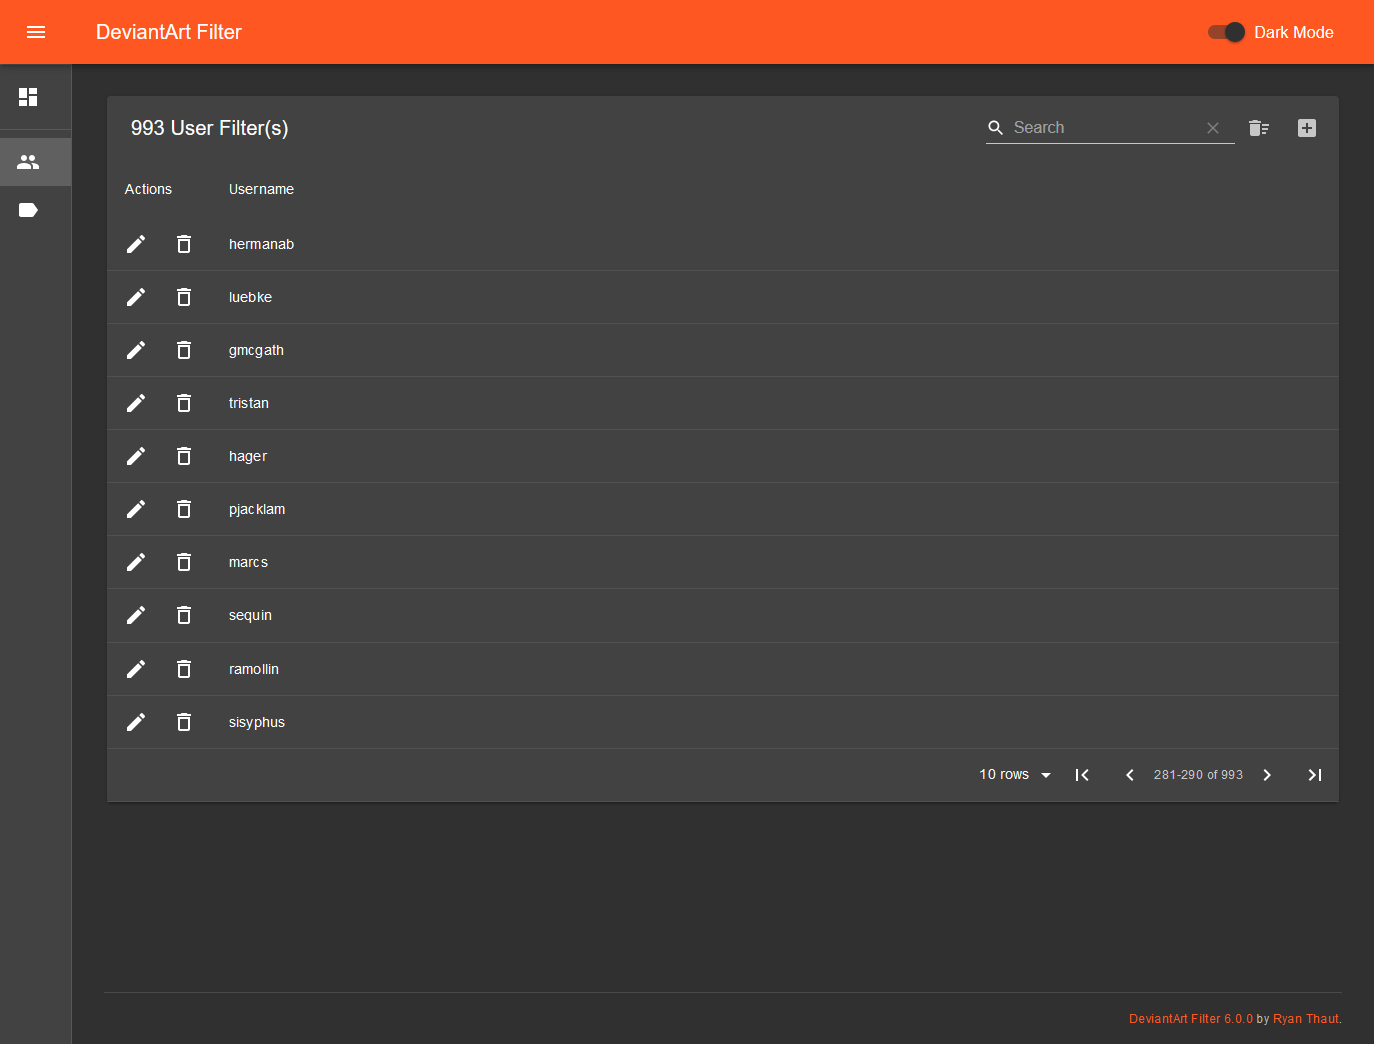 DeviantArt Filter
Dark Mode
993 User Filter(s)
Search
Actions Username
hermanab
luebke
gmcgath
tristan
hager
pjacklam
marcs
sequin
ramollin
sisyphus
10 rows 281-290 of 993
DeviantArt Filter 6.0.0 by Ryan Thaut.